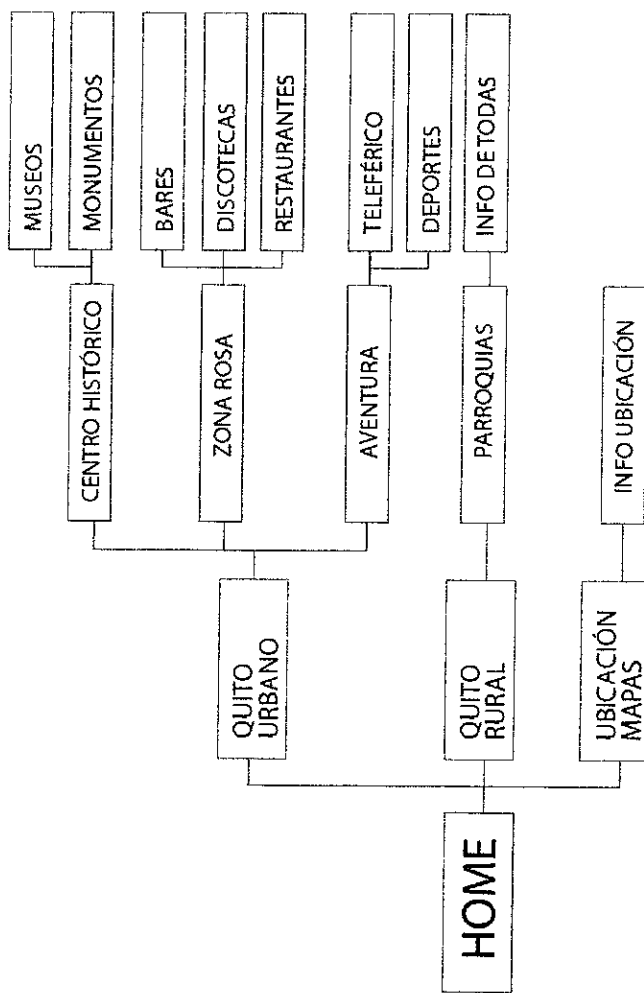 HOME
QUITO
URBANO
CENTRO HISTÓRICO
MUSEOS
MONUMENTOS
ZONA ROSA
BARES
DISCOTECAS
RESTAURANTES
AVENTURA
TELEFÉRICO
DEPORTES
QUITO
RURAL
PARROQUIAS
INFO DE TODAS
UBICACIÓN
MAPAS
INFO UBICACIÓN